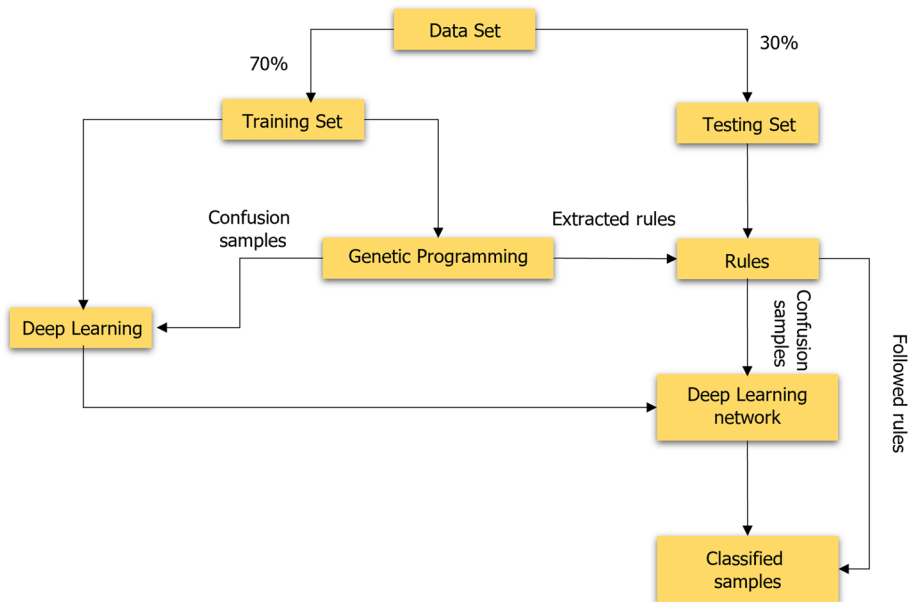 Data Set
70%
30%
Training Set
Testing Set
Confusion
samples
Extracted rules
Genetic Programming
Rules
Deep Learning
Confusion
samples
Followed rules
Deep Learning
network
Classified
samples